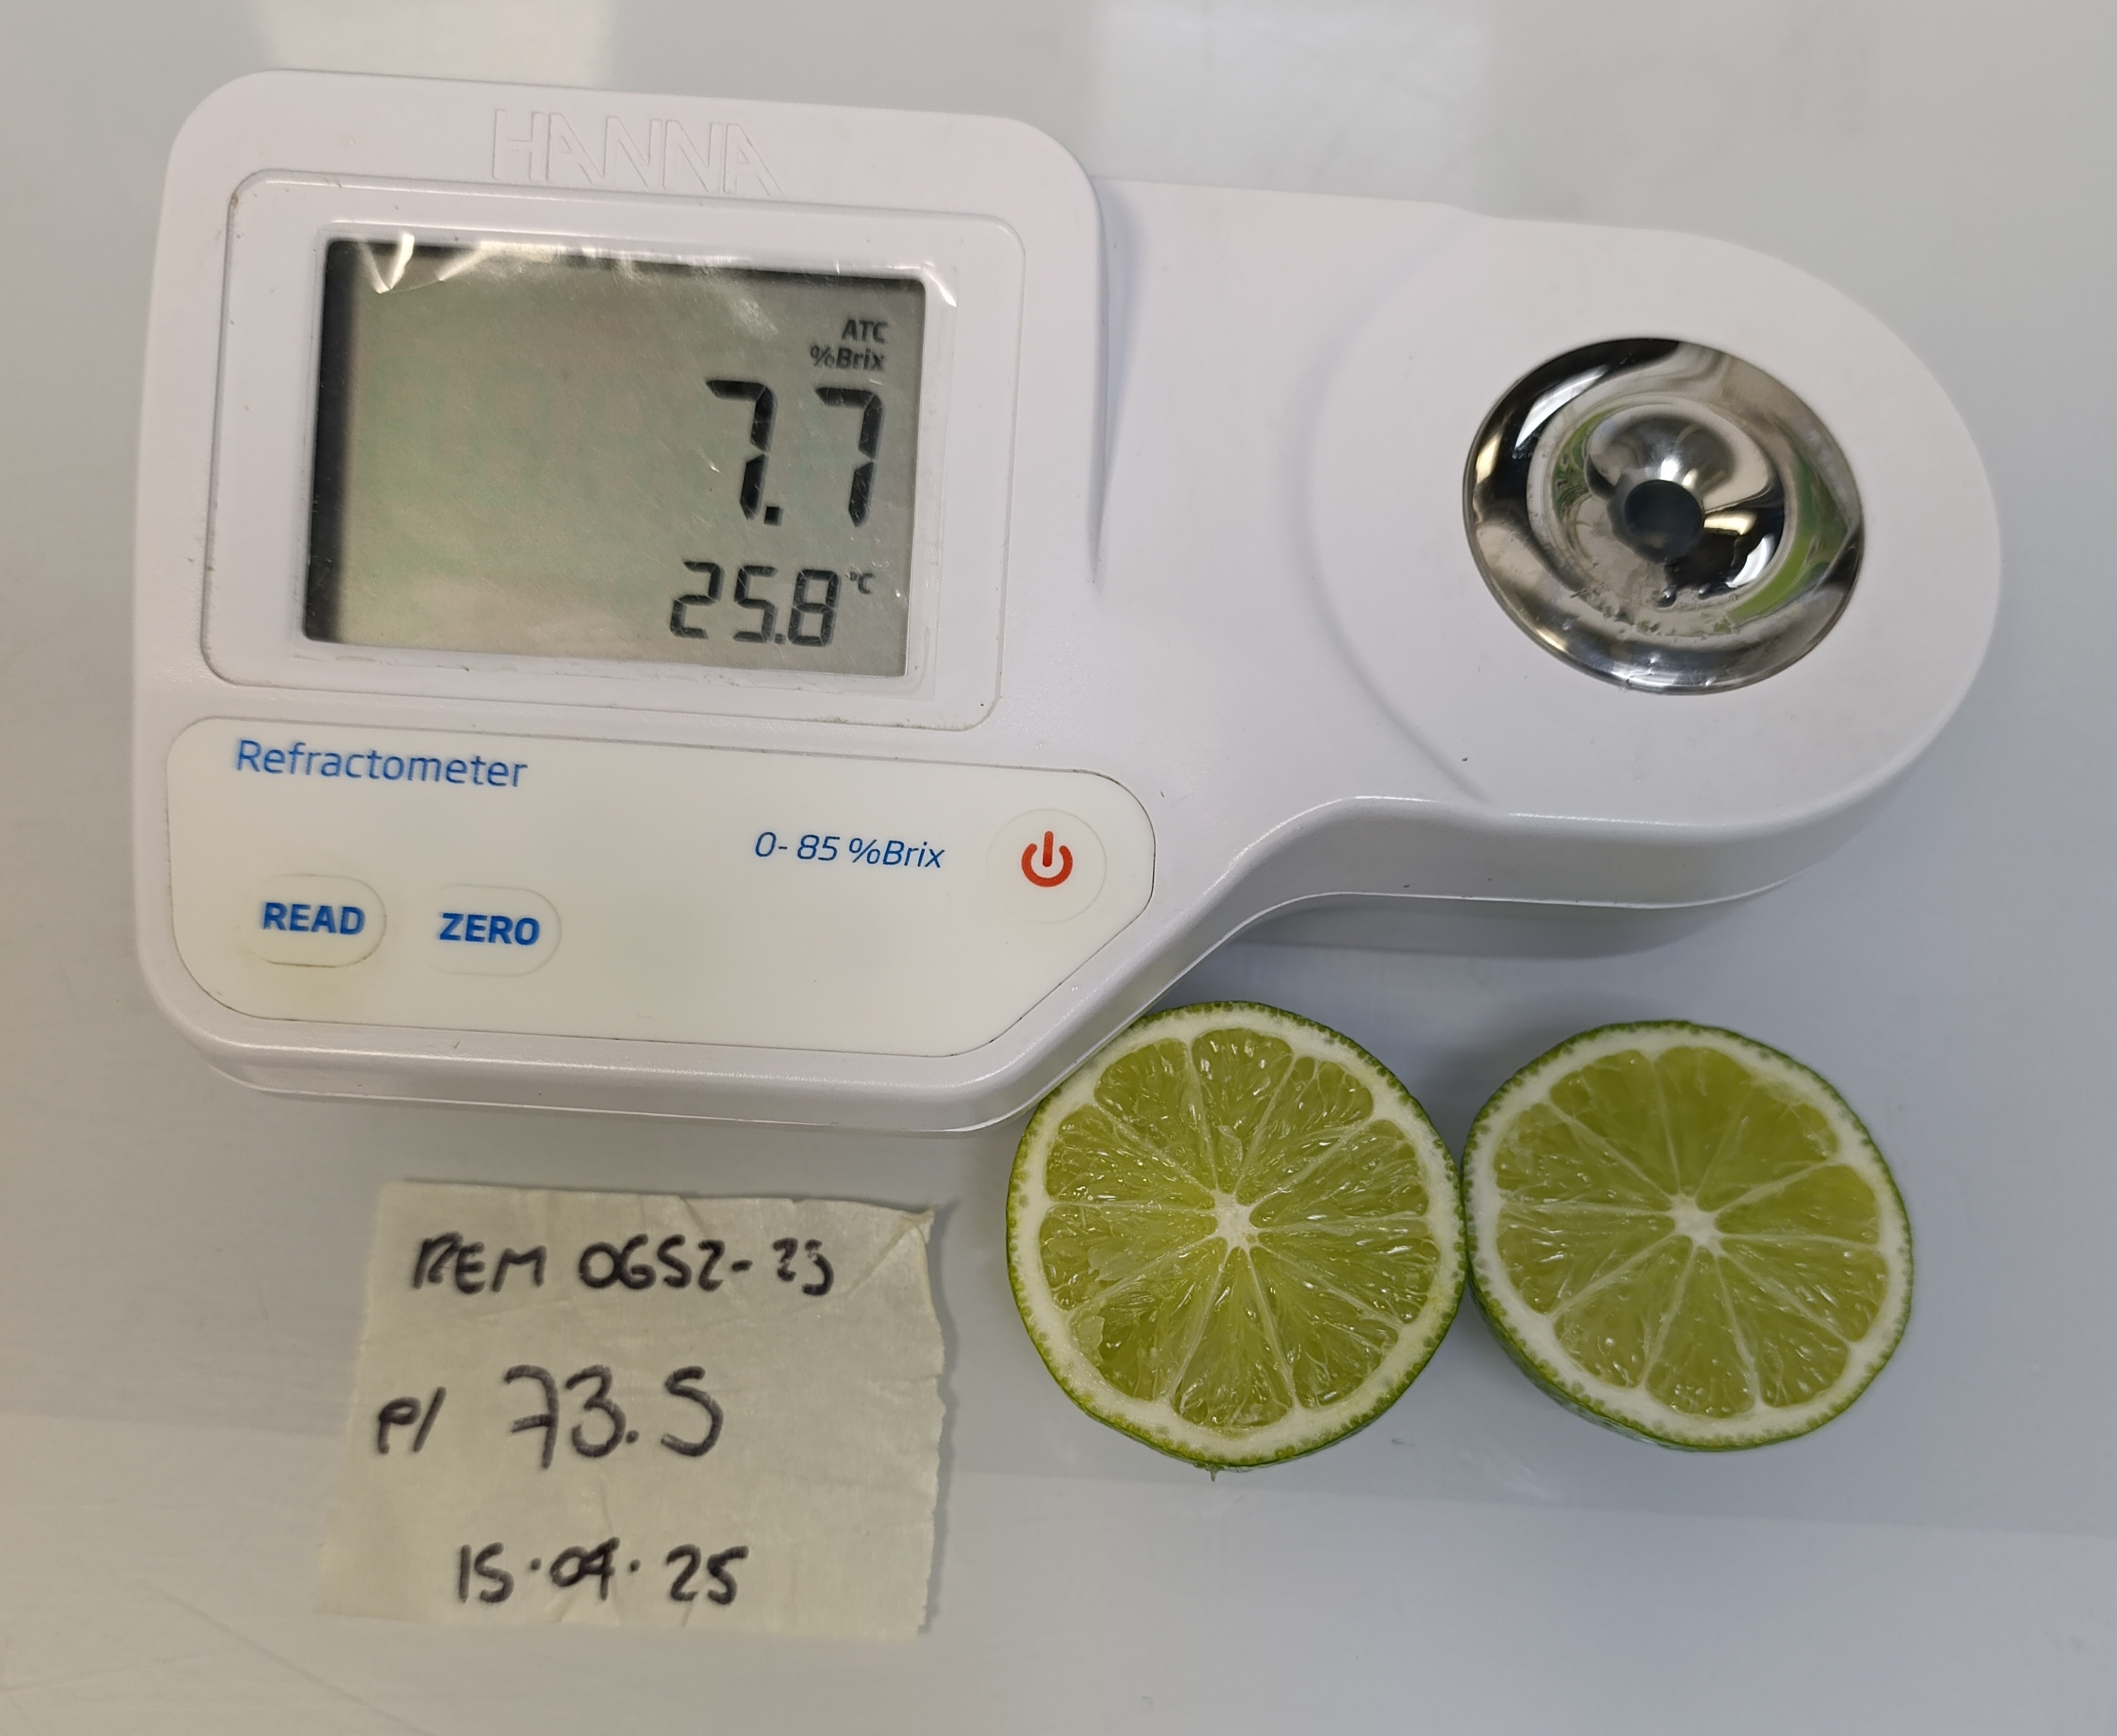 HANNA
ATC
%Brix
7.7
25.8 °C
Refractometer
0-85 %Brix
READ
ZERO
REM 0652-23
P/ 73.5
15.04.25